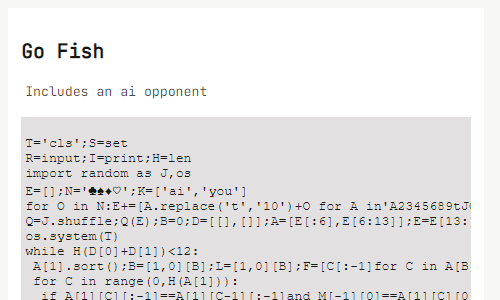 Go Fish
Includes an ai opponent
T='cls';S=set
R=input;I=print;H=len
import random as J,os
E=[];N='♣♠♦♡';K=['ai','you']
for O in N:E+=[A.replace('t','10')+O for A in'A2345689tJ
Q=J.shuffle;Q(E);B=0;D=[[],[]];A=[E[:6],E[6:13]];E=E[13:
os.system(T)
while H(D[0]+D[1])<12:
A[1].sort();B=[1,0][B];L=[1,0][B];F=[C[:-1]for C in A[B
for C in range(0,H(A[1])):
if A[1][C][:-1]==A[1][C-1][:-1]and M[-1][0]==A[1][C][0